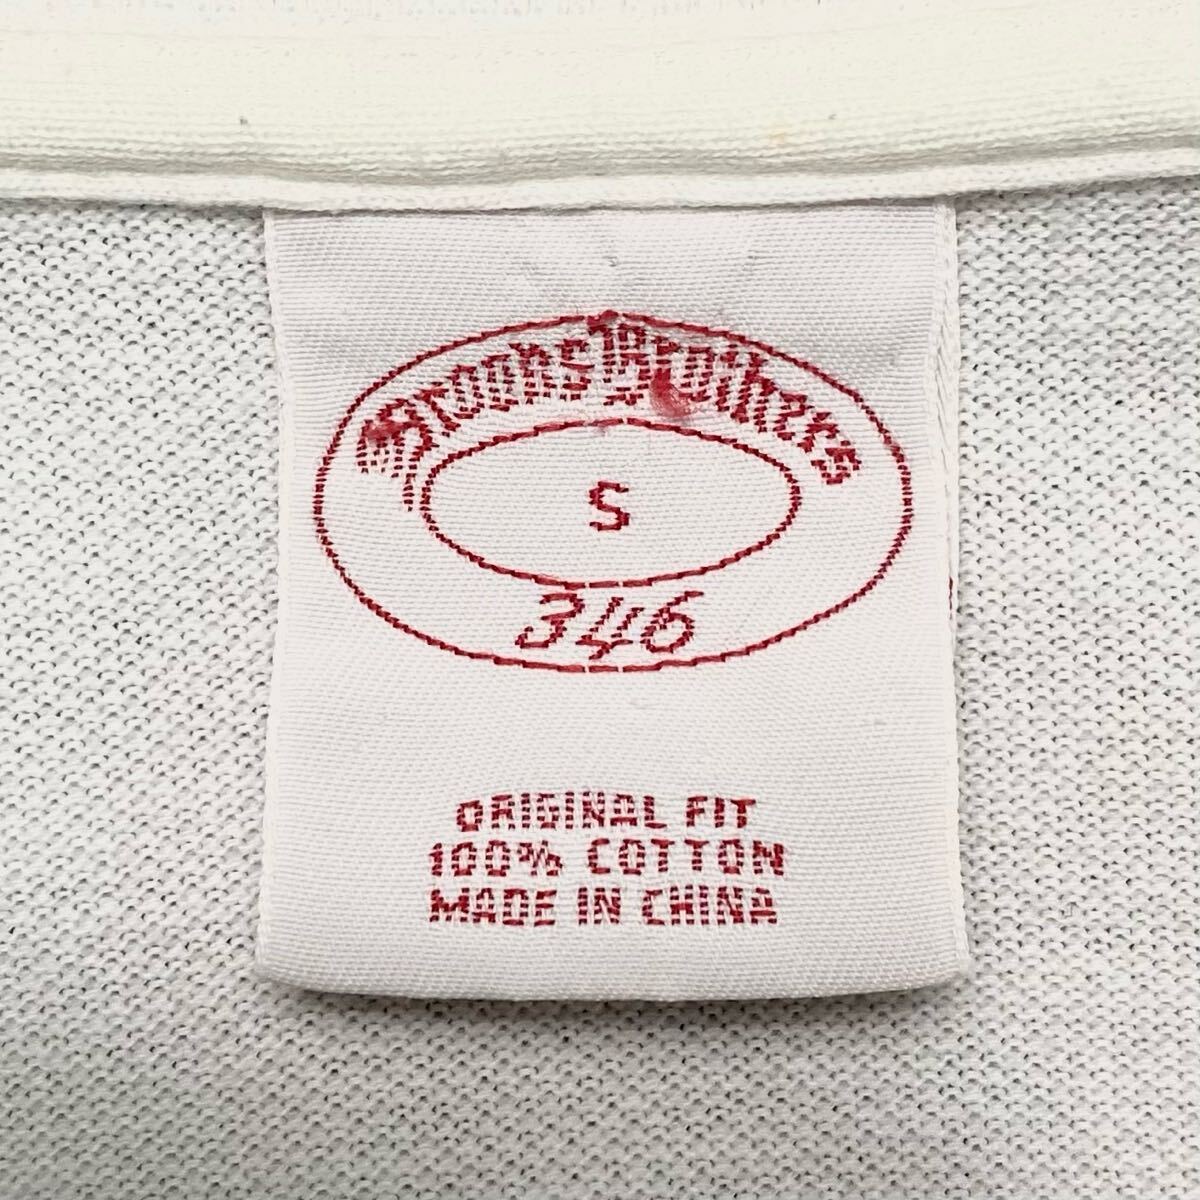 Brooks Brothers
S
346
ORIGINAL FIT
100% COTTON
MADE IN CHINA